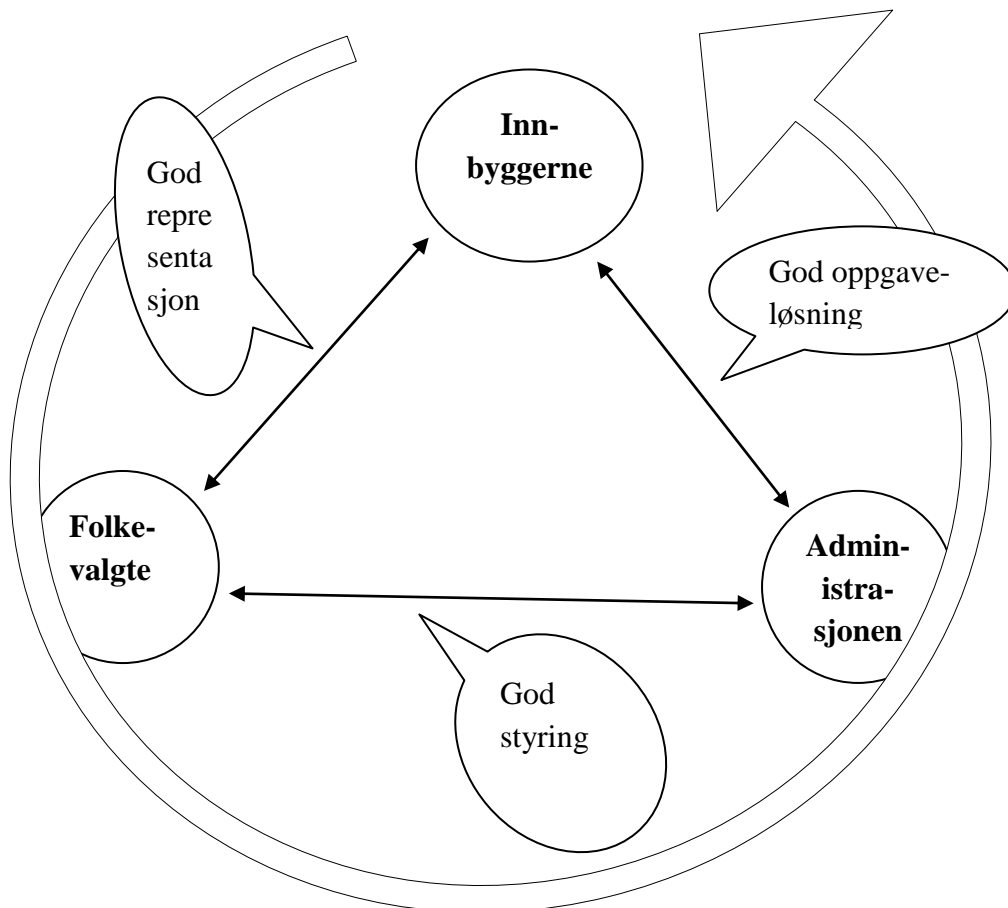 Inn-
byggerne
God
repre
senta
sjon
God oppgave-
løsning
Folke-
valgte
Admin-
istra-
sjonen
God
styring